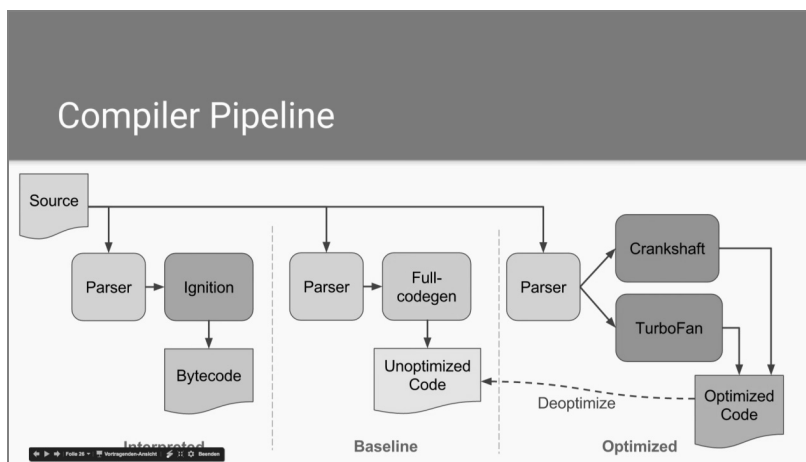 Compiler Pipeline
Source
Parser
Ignition
Bytecode
Interpreted
Parser
Full-
codegen
Unoptimized
Code
Baseline
Parser
Crankshaft
TurboFan
Deoptimize
Optimized
Code
Optimized
Folie 26
Vortragenden-Ansicht
Beenden